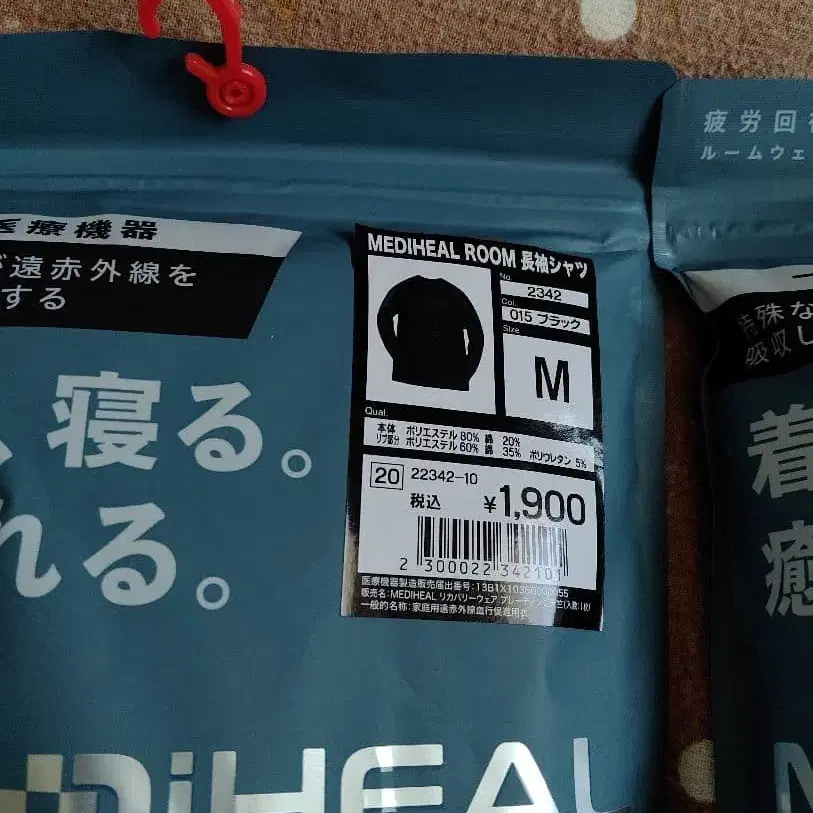 医療機器
遠赤外線を
する
、寝る。
れる。
MEDIHEAL ROOM 長袖シャツ
No.
2342
Col.
015 ブラック
Size
M
Qual.
本体 ポリエステル 80% 綿 20%
リブ部分 ポリエステル 60% 綿 35% ポリウレタン 5%
20 22342-10
税込 ¥1,900
2 300022 342101
医療機器製造販売届出番号:
販売名: MEDIHEAL リカバリーウェア
一般的名称: 家庭用遠赤外線血行促進用衣
DiHEAL
疲労回
ルームウェ
特殊な
吸収し
着
癒
M